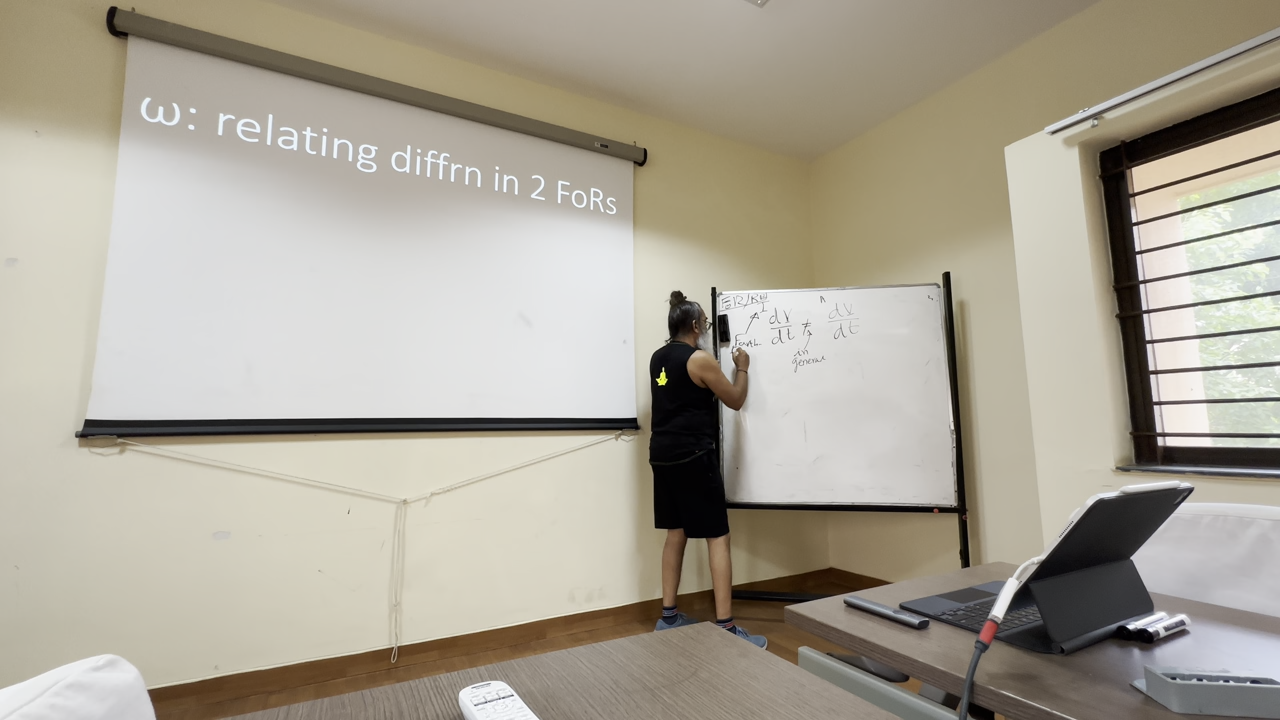 ω: relating diffrn in 2 FoRs
I
A
dv/dt ≠ dv/dt
in
general